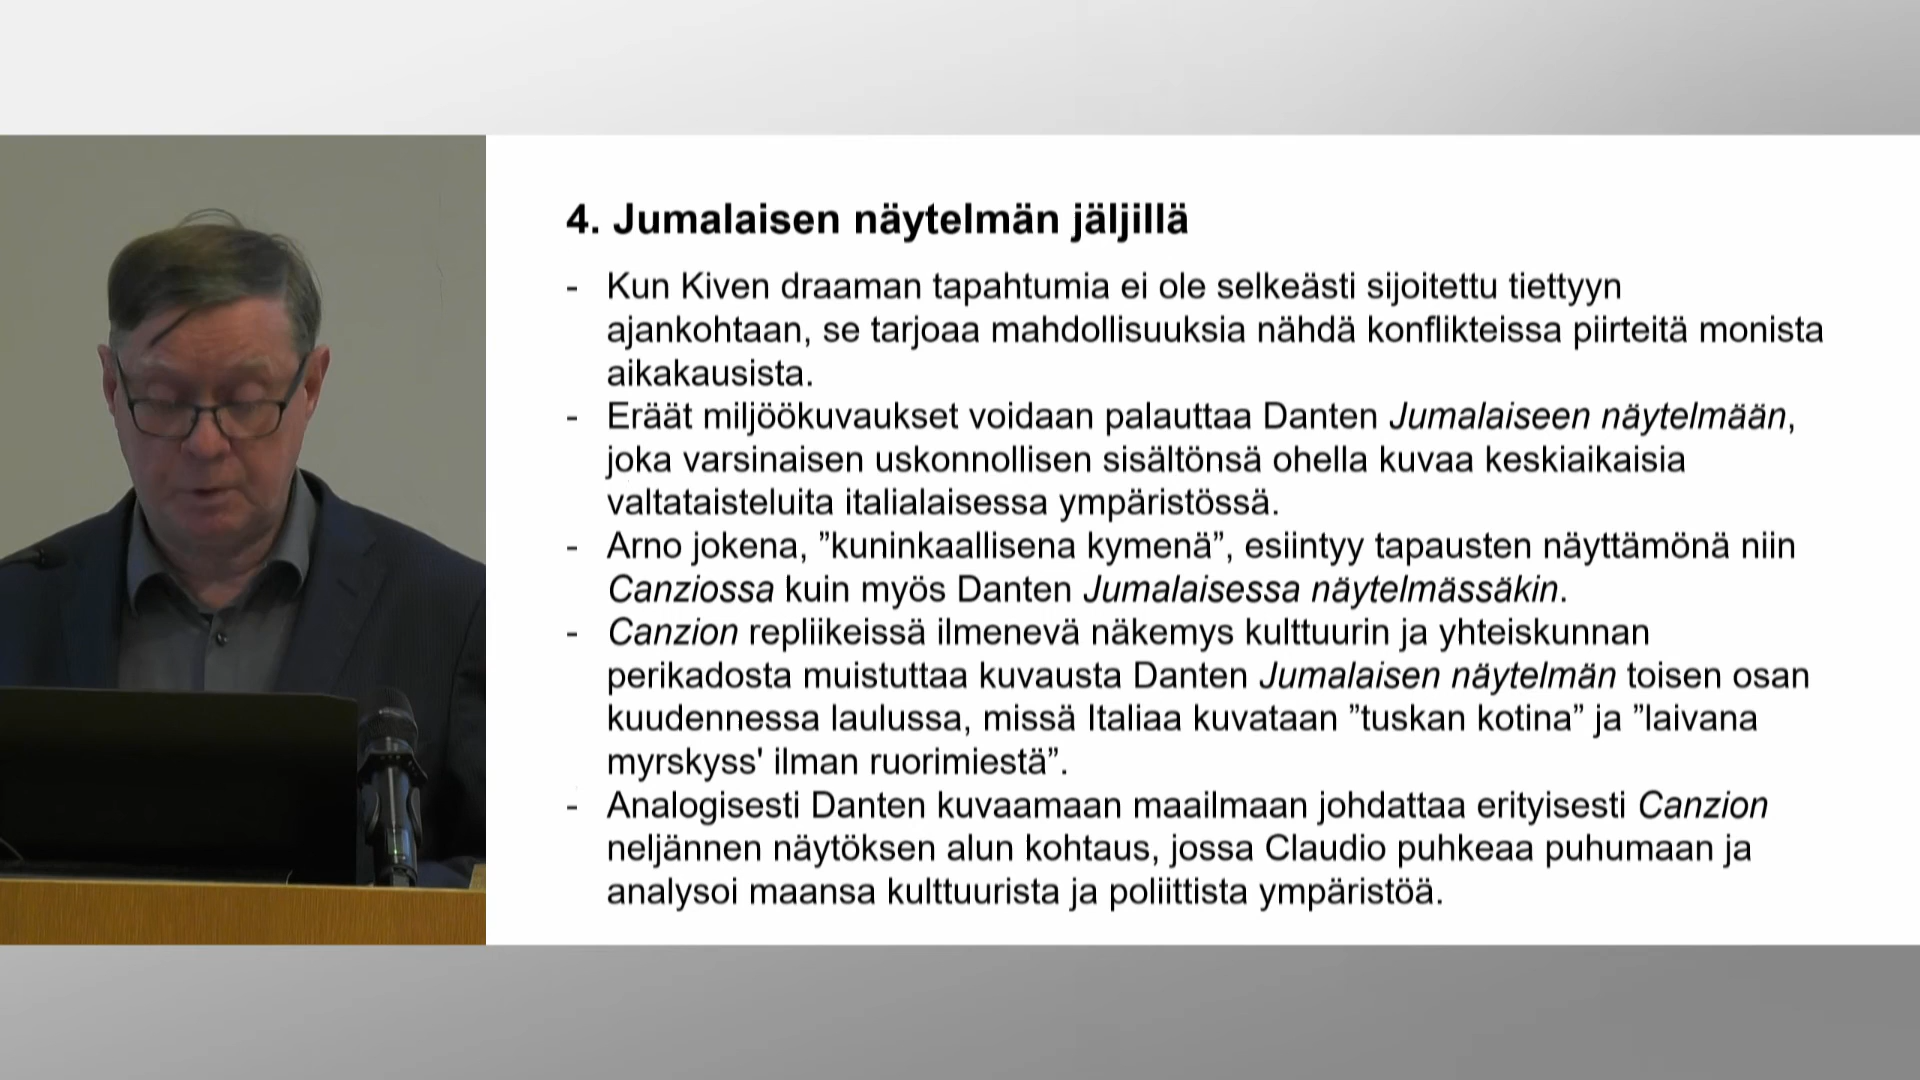 4. Jumalaisen näytelmän jäljillä
- Kun Kiven draaman tapahtumia ei ole selkeästi sijoitettu tiettyyn
ajankohtaan, se tarjoaa mahdollisuuksia nähdä konflikteissa piirteitä monista
aikakausista.
- Eräät miljöökuvaukset voidaan palauttaa Danten Jumalaiseen näytelmään,
joka varsinaisen uskonnollisen sisältönsä ohella kuvaa keskiaikaisia
valtataisteluita italialaisessa ympäristössä.
- Arno jokena, ”kuninkaallisena kymenä”, esiintyy tapausten näyttämönä niin
Canziossa kuin myös Danten Jumalaisessa näytelmässäkin.
- Canzion repliikeissä ilmenevä näkemys kulttuurin ja yhteiskunnan
perikadosta muistuttaa kuvausta Danten Jumalaisen näytelmän toisen osan
kuudennessa laulussa, missä Italiaa kuvataan ”tuskan kotina” ja ”laivana
myrskyss' ilman ruorimiestä”.
- Analogisesti Danten kuvaamaan maailmaan johdattaa erityisesti Canzion
neljännen näytöksen alun kohtaus, jossa Claudio puhkeaa puhumaan ja
analysoi maansa kulttuurista ja poliittista ympäristöä.